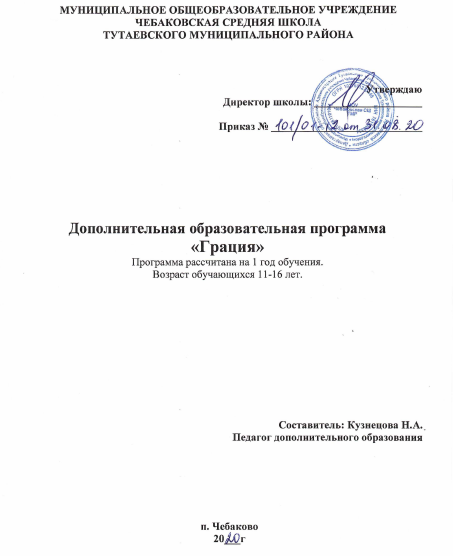 МУНИЦИПАЛЬНОЕ ОБЩЕОБРАЗОВАТЕЛЬНОЕ УЧРЕЖДЕНИЕ
ЧЕБАКОВСКАЯ СРЕДНЯЯ ШКОЛА
ТУТАЕВСКОГО МУНИЦИПАЛЬНОГО РАЙОНА
Утверждаю
Директор школы:
Приказ № 101/01-12 от 31.08.20
Дополнительная образовательная программа
«Грация»
Программа рассчитана на 1 год обучения.
Возраст обучающихся 11-16 лет.
Составитель: Кузнецова Н.А.
Педагог дополнительного образования
п. Чебаково
2020г